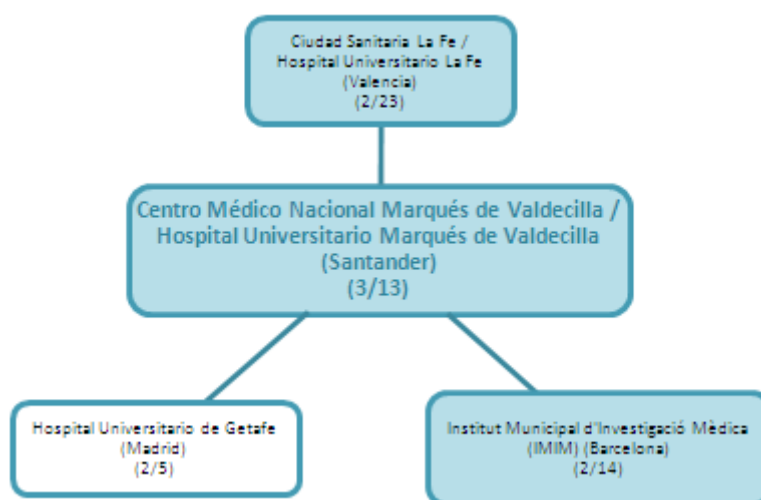 Ciudad Sanitaria La Fe /
Hospital Universitario La Fe
(Valencia)
(2/23)
Centro Médico Nacional Marqués de Valdecilla /
Hospital Universitario Marqués de Valdecilla
(Santander)
(3/13)
Hospital Universitario de Getafe
(Madrid)
(2/5)
Institut Municipal d'Investigació Mèdica
(IMIM) (Barcelona)
(2/14)